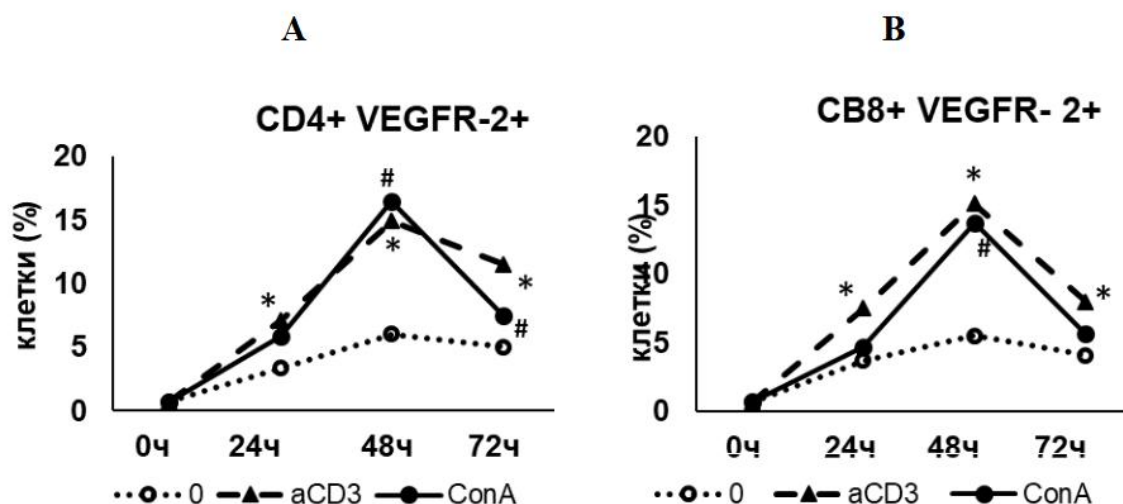 A
B
CD4+ VEGFR-2+
CB8+ VEGFR- 2+
клетки (%)
20
#
15
*
10
*
*
5
#
0
0ч 24ч 48ч 72ч
0 aCD3 ConA
клетки (%)
20
*
15
#
10
*
*
5
0
0ч 24ч 48ч 72ч
0 aCD3 ConA